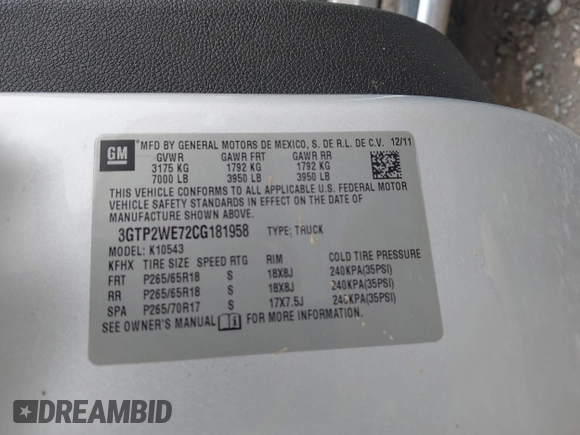 GM
MFD BY GENERAL MOTORS DE MEXICO, S. DE R.L. DE C.V. 12/11
GVWR GAWR FRT GAWR RR
3175 KG 1792 KG 1792 KG
7000 LB 3950 LB 3950 LB
THIS VEHICLE CONFORMS TO ALL APPLICABLE U.S. FEDERAL MOTOR
VEHICLE SAFETY STANDARDS IN EFFECT ON THE DATE OF
MANUFACTURE SHOWN ABOVE.
3GTP2WE72CG181958 TYPE: TRUCK
MODEL: K10543
KFHX TIRE SIZE SPEED RTG RIM COLD TIRE PRESSURE
FRT P265/65R18 S 18X8J 240KPA(35PSI)
RR P265/65R18 S 18X8J 240KPA(35PSI)
SPA P265/70R17 S 17X7.5J 240KPA(35PSI)
SEE OWNER'S MANUAL FOR MORE INFORMATION.
DREAMBID